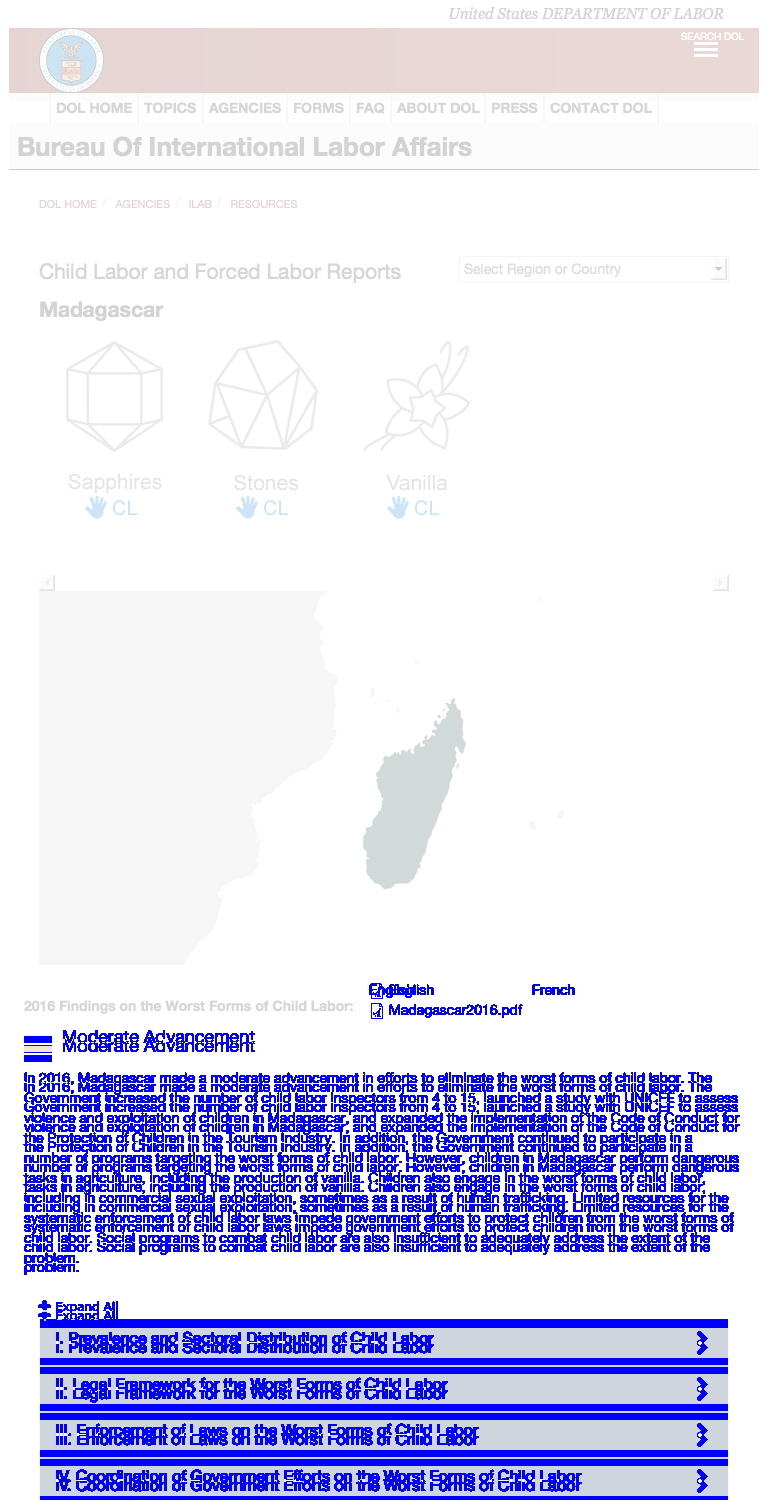 United States DEPARTMENT OF LABOR
SEARCH DOL
DOL HOME TOPICS AGENCIES FORMS FAQ ABOUT DOL PRESS CONTACT DOL
Bureau Of International Labor Affairs
DOL HOME / AGENCIES / ILAB / RESOURCES
Child Labor and Forced Labor Reports
Select Region or Country
Madagascar
Sapphires Stones Vanilla
CL CL CL
English French
2016 Findings on the Worst Forms of Child Labor:
Madagascar2016.pdf
Moderate Advancement
In 2016, Madagascar made a moderate advancement in efforts to eliminate the worst forms of child labor. The
Government increased the number of child labor inspectors from 4 to 15, launched a study with UNICEF to assess
violence and exploitation of children in Madagascar, and expanded the implementation of the Code of Conduct for
the Protection of Children in the Tourism Industry. In addition, the Government continued to participate in a
number of programs targeting the worst forms of child labor. However, children in Madagascar perform dangerous
tasks in agriculture, including the production of vanilla. Children also engage in the worst forms of child labor,
including in commercial sexual exploitation, sometimes as a result of human trafficking. Limited resources for the
systematic enforcement of child labor laws impede government efforts to protect children from the worst forms of
child labor. Social programs to combat child labor are also insufficient to adequately address the extent of the
problem.
Expand All
I. Prevalence and Sectoral Distribution of Child Labor
II. Legal Framework for the Worst Forms of Child Labor
III. Enforcement of Laws on the Worst Forms of Child Labor
IV. Coordination of Government Efforts on the Worst Forms of Child Labor